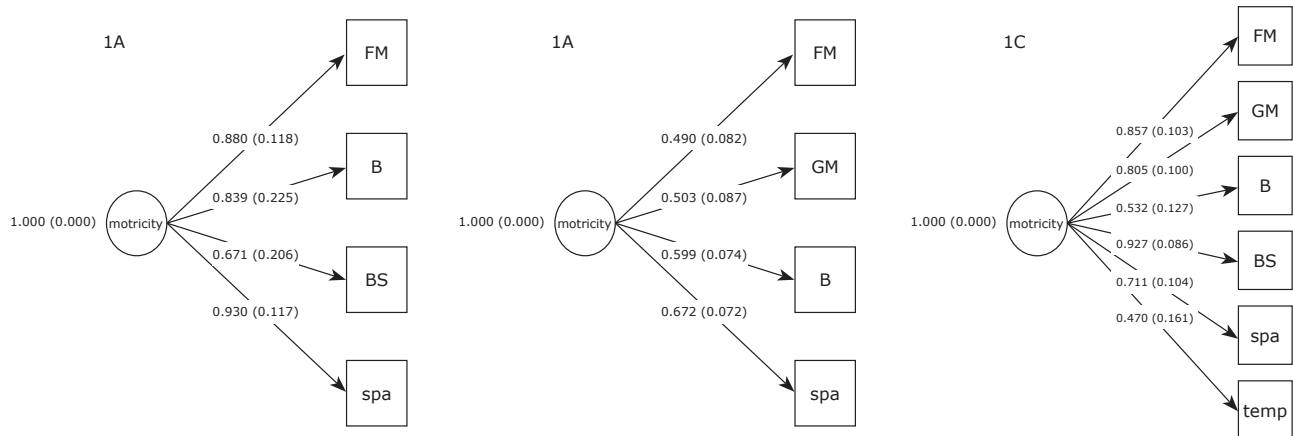 1A
FM
0.880 (0.118)
B
0.839 (0.225)
1.000 (0.000)
motricity
0.671 (0.206)
BS
0.930 (0.117)
spa
1A
FM
0.490 (0.082)
GM
0.503 (0.087)
1.000 (0.000)
motricity
0.599 (0.074)
B
0.672 (0.072)
spa
1C
FM
GM
0.857 (0.103)
0.805 (0.100)
B
0.532 (0.127)
1.000 (0.000)
motricity
0.927 (0.086)
BS
0.711 (0.104)
0.470 (0.161)
spa
temp